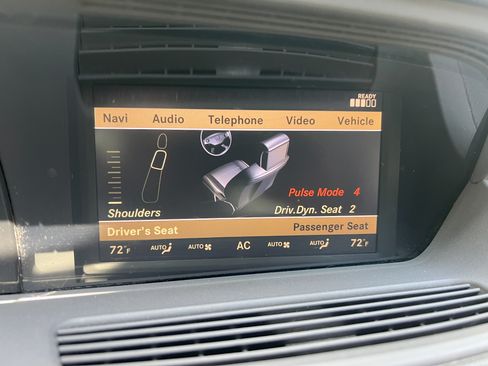 READY
Navi Audio Telephone Video Vehicle
Pulse Mode 4
Shoulders Driv.Dyn. Seat 2
Driver's Seat Passenger Seat
72°F AUTO AUTO AC AUTO AUTO 72°F